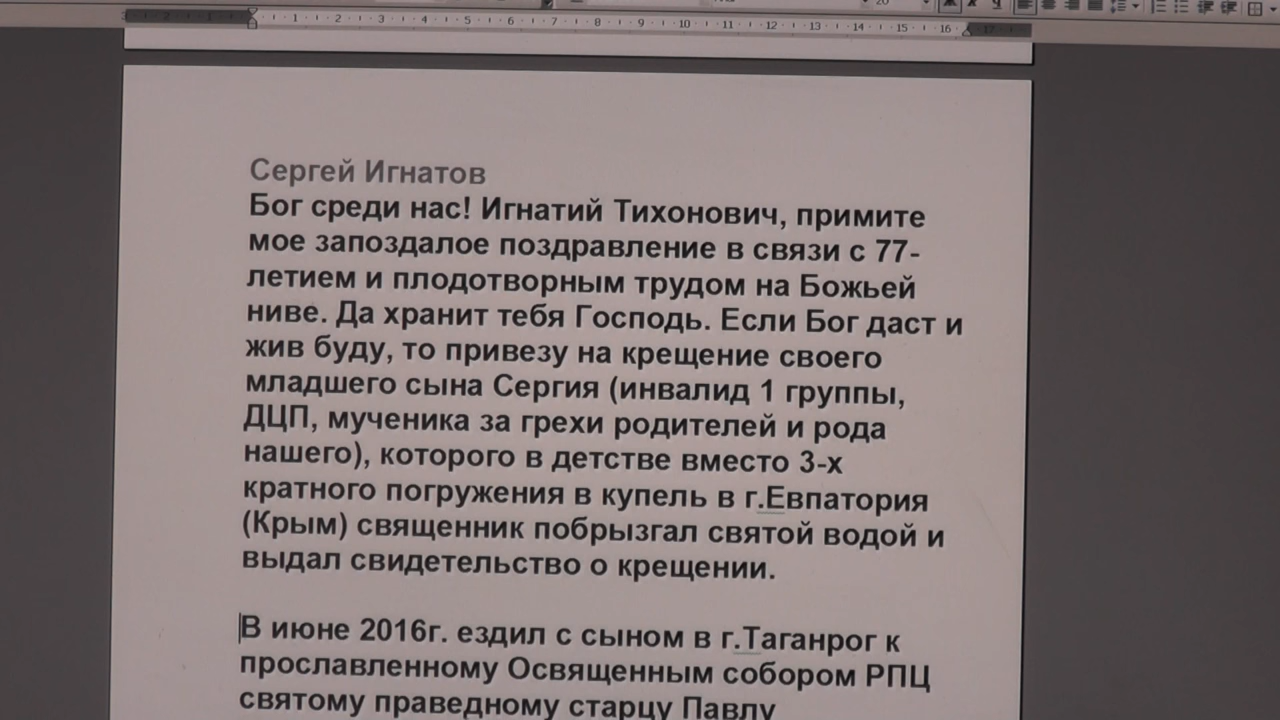 Сергей Игнатов
Бог среди нас! Игнатий Тихонович, примите
мое запоздалое поздравление в связи с 77-
летием и плодотворным трудом на Божьей
ниве. Да хранит тебя Господь. Если Бог даст и
жив буду, то привезу на крещение своего
младшего сына Сергия (инвалид 1 группы,
ДЦП, мученика за грехи родителей и рода
нашего), которого в детстве вместо 3-х
кратного погружения в купель в г.Евпатория
(Крым) священник побрызгал святой водой и
выдал свидетельство о крещении.
В июне 2016г. ездил с сыном в г.Таганрог к
прославленному Освященным собором РПЦ
святому праведному старцу Павлу